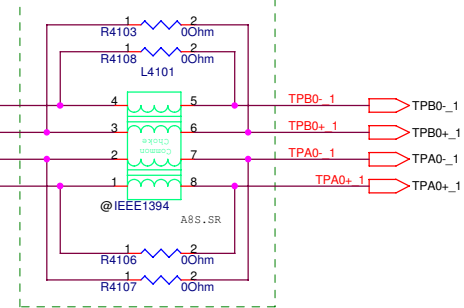 1 2
R4103 0Ohm
1 2
R4108 0Ohm
L4101
4 5 TPB0-_1 TPB0-_1
3 6 TPB0+_1 TPB0+_1
Common
Choke
2 7 TPA0-_1 TPA0-_1
1 8 TPA0+_1 TPA0+_1
@IEEE1394
A8S.SR
1 2
R4106 0Ohm
1 2
R4107 0Ohm